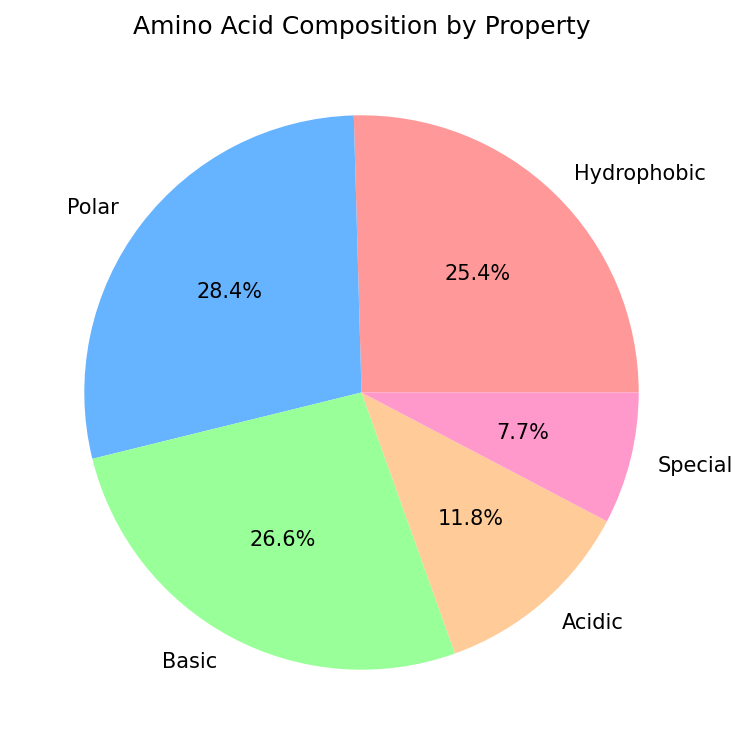 Amino Acid Composition by Property
Hydrophobic
25.4%
Polar
28.4%
Basic
26.6%
Acidic
11.8%
Special
7.7%